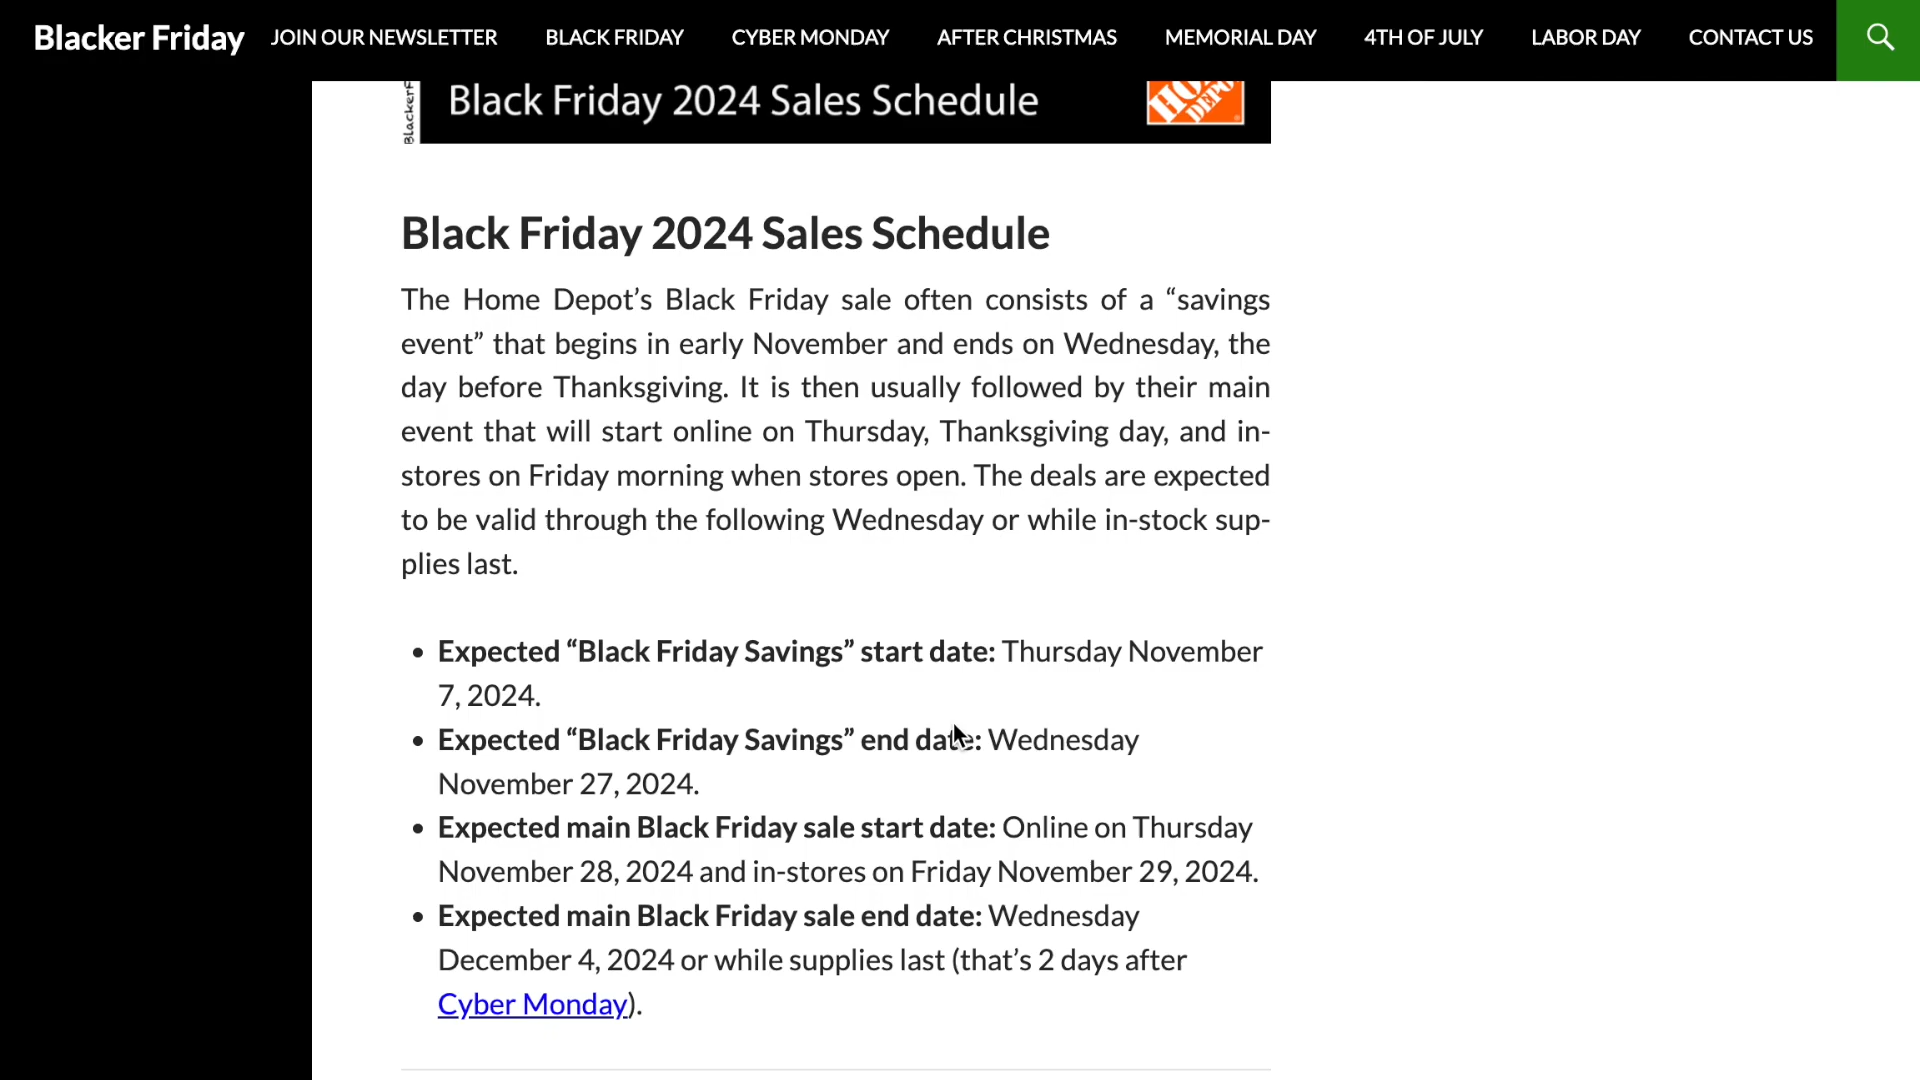 Blacker Friday JOIN OUR NEWSLETTER BLACK FRIDAY CYBER MONDAY AFTER CHRISTMAS MEMORIAL DAY 4TH OF JULY LABOR DAY CONTACT US
BlackerF
Black Friday 2024 Sales Schedule
DEPOT
Black Friday 2024 Sales Schedule
The Home Depot’s Black Friday sale often consists of a “savings
event” that begins in early November and ends on Wednesday, the
day before Thanksgiving. It is then usually followed by their main
event that will start online on Thursday, Thanksgiving day, and in-
stores on Friday morning when stores open. The deals are expected
to be valid through the following Wednesday or while in-stock sup-
plies last.
• Expected “Black Friday Savings” start date: Thursday November
7, 2024.
• Expected “Black Friday Savings” end date: Wednesday
November 27, 2024.
• Expected main Black Friday sale start date: Online on Thursday
November 28, 2024 and in-stores on Friday November 29, 2024.
• Expected main Black Friday sale end date: Wednesday
December 4, 2024 or while supplies last (that’s 2 days after
Cyber Monday).